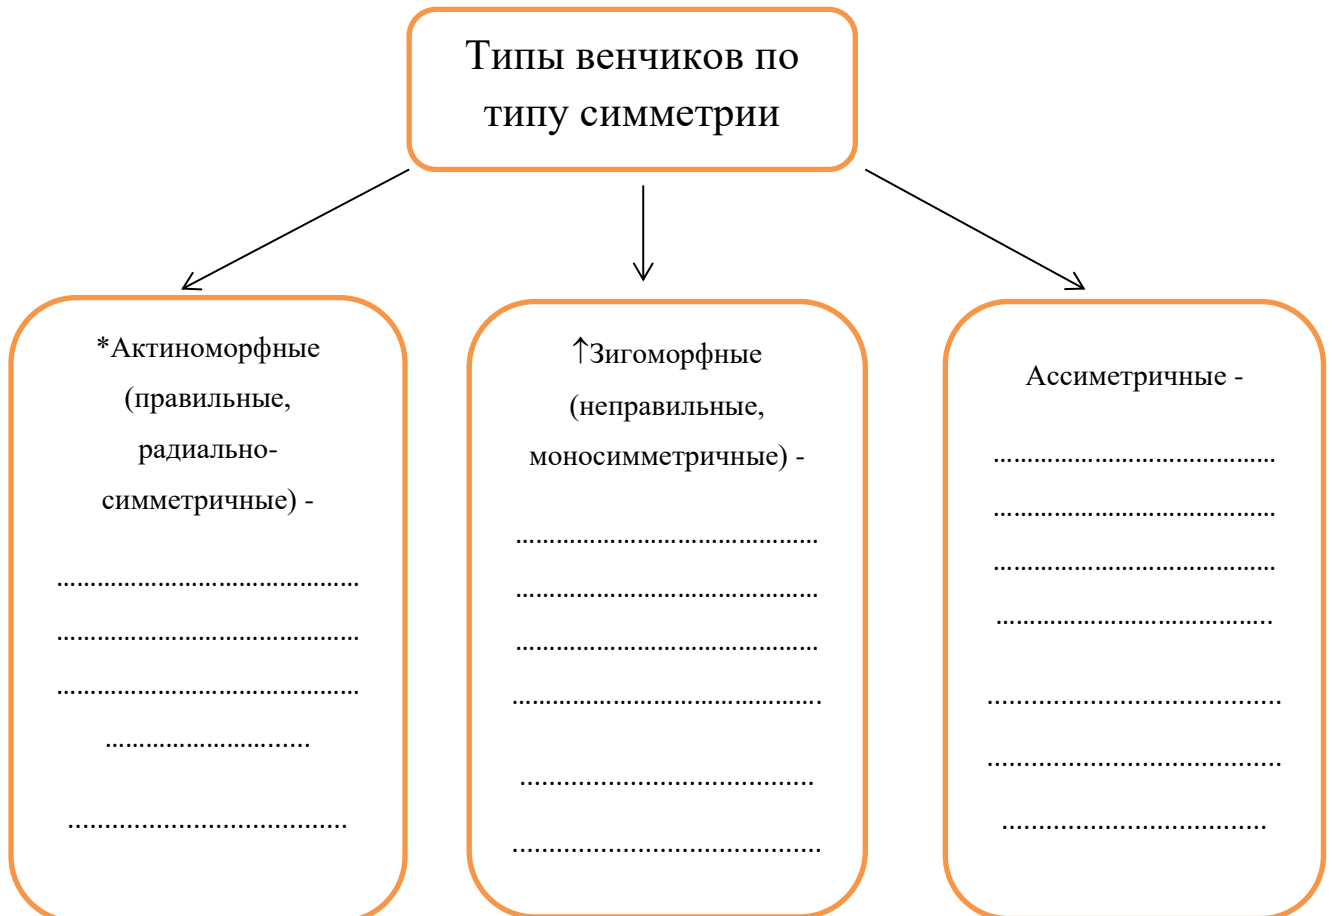 Типы венчиков по
типу симметрии
*Актиноморфные
(правильные,
радиально-
симметричные) -
………………………………………
………………………………………
………………………………………
…………………………
......................................
↑Зигоморфные
(неправильные,
моносимметричные) -
………………………………………
………………………………………
………………………………………
……………………………………….
........................................
..........................................
Ассиметричные -
……………………………………
……………………………………
……………………………………
…………………………………..
........................................
........................................
....................................